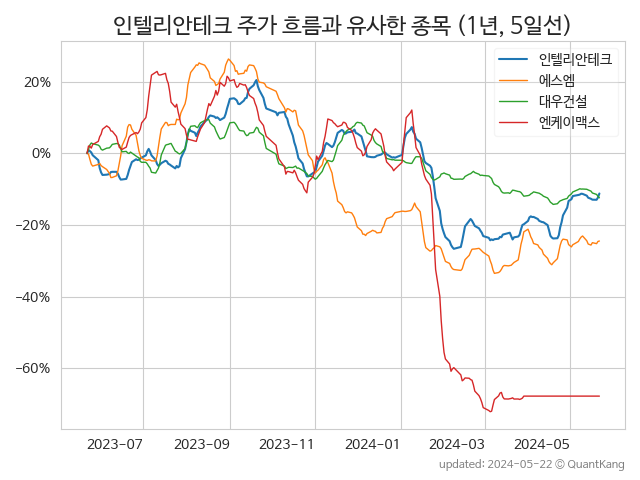 인텔리안테크 주가 흐름과 유사한 종목 (1년, 5일선)
인텔리안테크
에스엠
대우건설
엔케이맥스
20%
0%
−20%
−40%
−60%
2023-07
2023-09
2023-11
2024-01
2024-03
2024-05
updated: 2024-05-22 © QuantKang